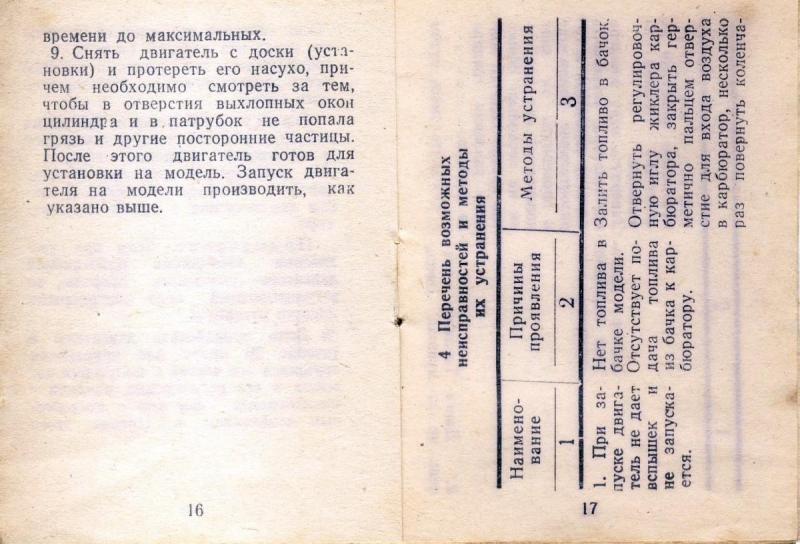 времени до максимальных.
9. Снять двигатель с доски (уста-
новки) и протереть его насухо, при-
чем необходимо смотреть за тем,
чтобы в отверстия выхлопных окон
цилиндра и в патрубок не попала
грязь и другие посторонние частицы.
После этого двигатель готов для
установки на модель. Запуск двига-
теля на модели производить, как
указано выше.
16
4 Перечень возможных
неисправностей и методы
их устранения
Наимено-
вание
Причины
проявления
Методы устранения
1
2
3
1. При за-
пуске двига-
тель не дает
вспышек и
не запуска-
ется.
Нет топлива в
бачке модели.
Отсутствует по-
дача топлива
из бачка к кар-
бюратору.
Залить топливо в бачок.
Отвернуть регулировоч-
ную иглу жиклера кар-
бюратора, закрыть гер-
метично пальцем отвер-
стие для входа воздуха
в карбюратор, несколько
раз повернуть коленча-
17